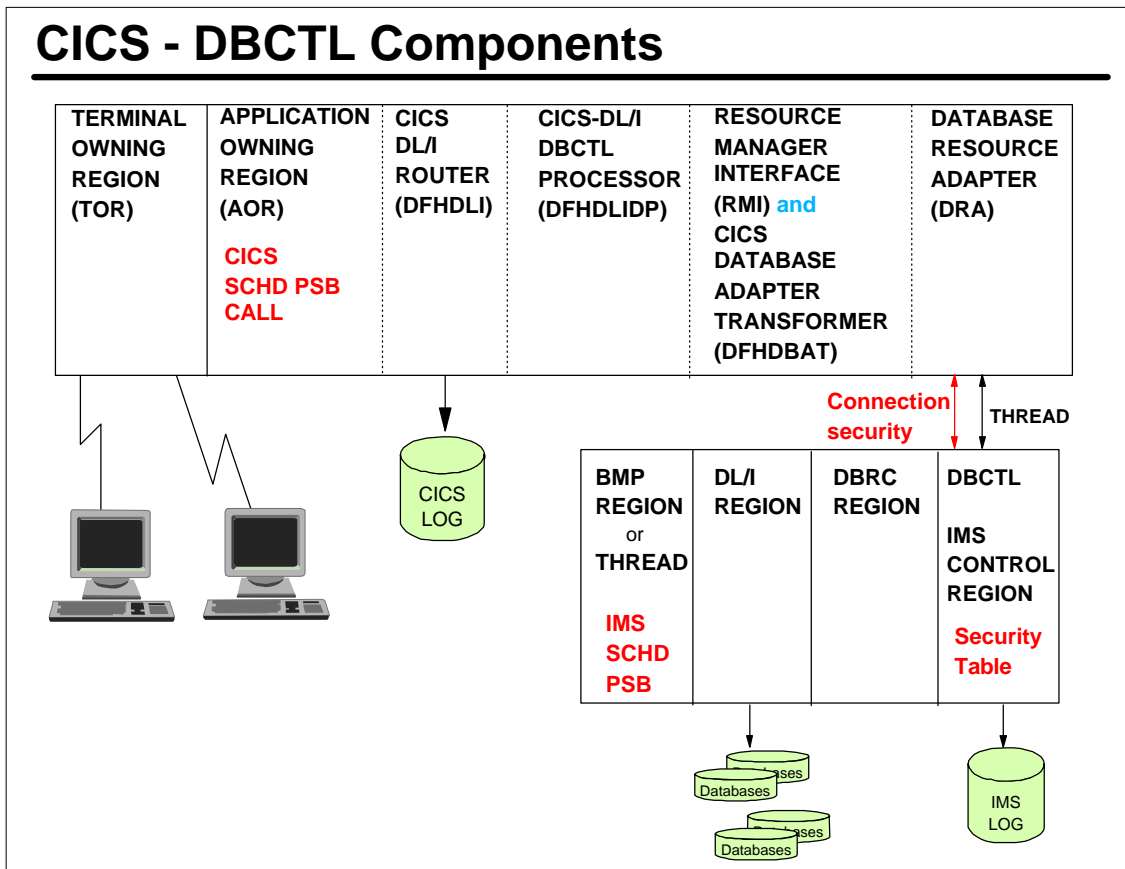 CICS - DBCTL Components
TERMINAL
OWNING
REGION
(TOR)
APPLICATION
OWNING
REGION
(AOR)
CICS
SCHD PSB
CALL
CICS
DL/I
ROUTER
(DFHDLI)
CICS-DL/I
DBCTL
PROCESSOR
(DFHDLIDP)
RESOURCE
MANAGER
INTERFACE
(RMI) and
CICS
DATABASE
ADAPTER
TRANSFORMER
(DFHDBAT)
DATABASE
RESOURCE
ADAPTER
(DRA)
Connection
security
THREAD
CICS
LOG
BMP
REGION
or
THREAD
IMS
SCHD
PSB
DL/I
REGION
DBRC
REGION
DBCTL
IMS
CONTROL
REGION
Security
Table
Databases
Databases
Databases
Databases
IMS
LOG